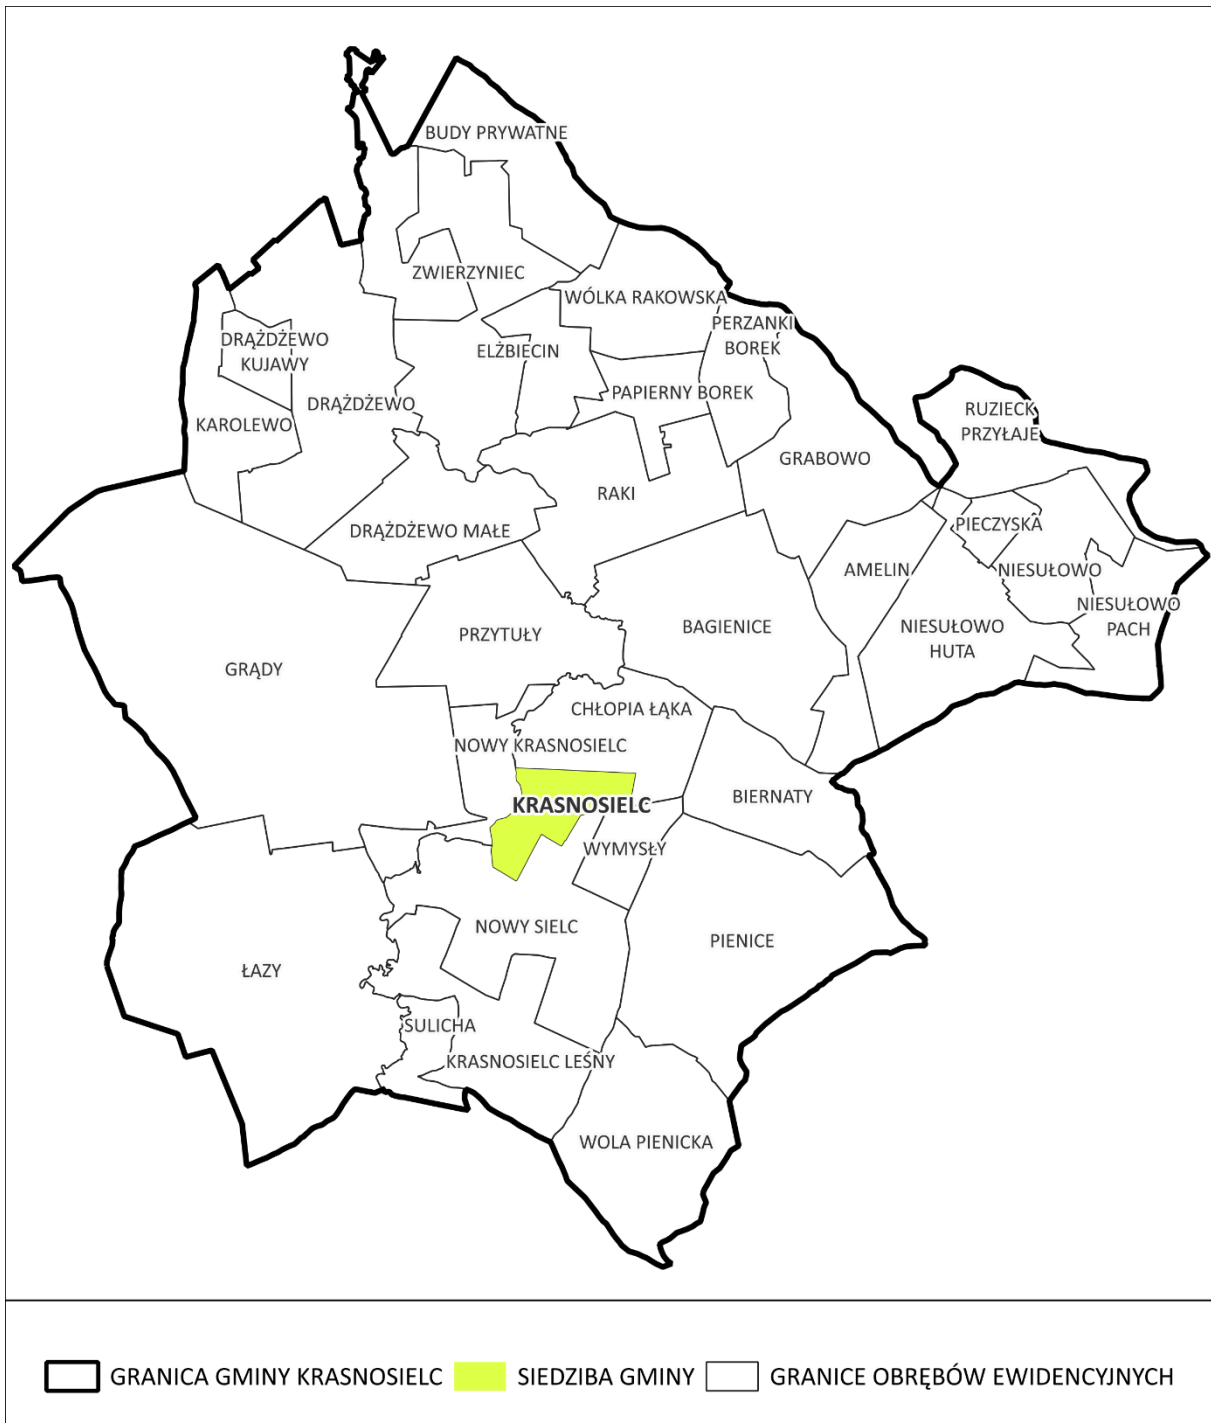 BUDY PRYWATNE
ZWIERZYNIEC
WÓLKA RAKOWSKA
PERZANKI
BOREK
DRĄŻDŻEWO
KUJAWY
ELŻBIECIN
PAPIERNY BOREK
DRĄŻDŻEWO
KAROLEWO
RUZIECK
PRZYŁAJE
GRABOWO
RAKI
DRĄŻDŻEWO MAŁE
PIECZYSKA
AMELIN
NIESUŁOWO
NIESUŁOWO
PACH
NIESUŁOWO
HUTA
PRZYTUŁY
BAGIENICE
GRĄDY
CHŁOPIA ŁĄKA
NOWY KRASNOSIELC
BIERNATY
KRASNOSIELC
WYMYSŁY
NOWY SIELC
PIENICE
ŁAZY
SULICHA
KRASNOSIELC LEŚNY
WOLA PIENICKA
GRANICA GMINY KRASNOSIELC
SIEDZIBA GMINY
GRANICE OBRĘBÓW EWIDENCYJNYCH